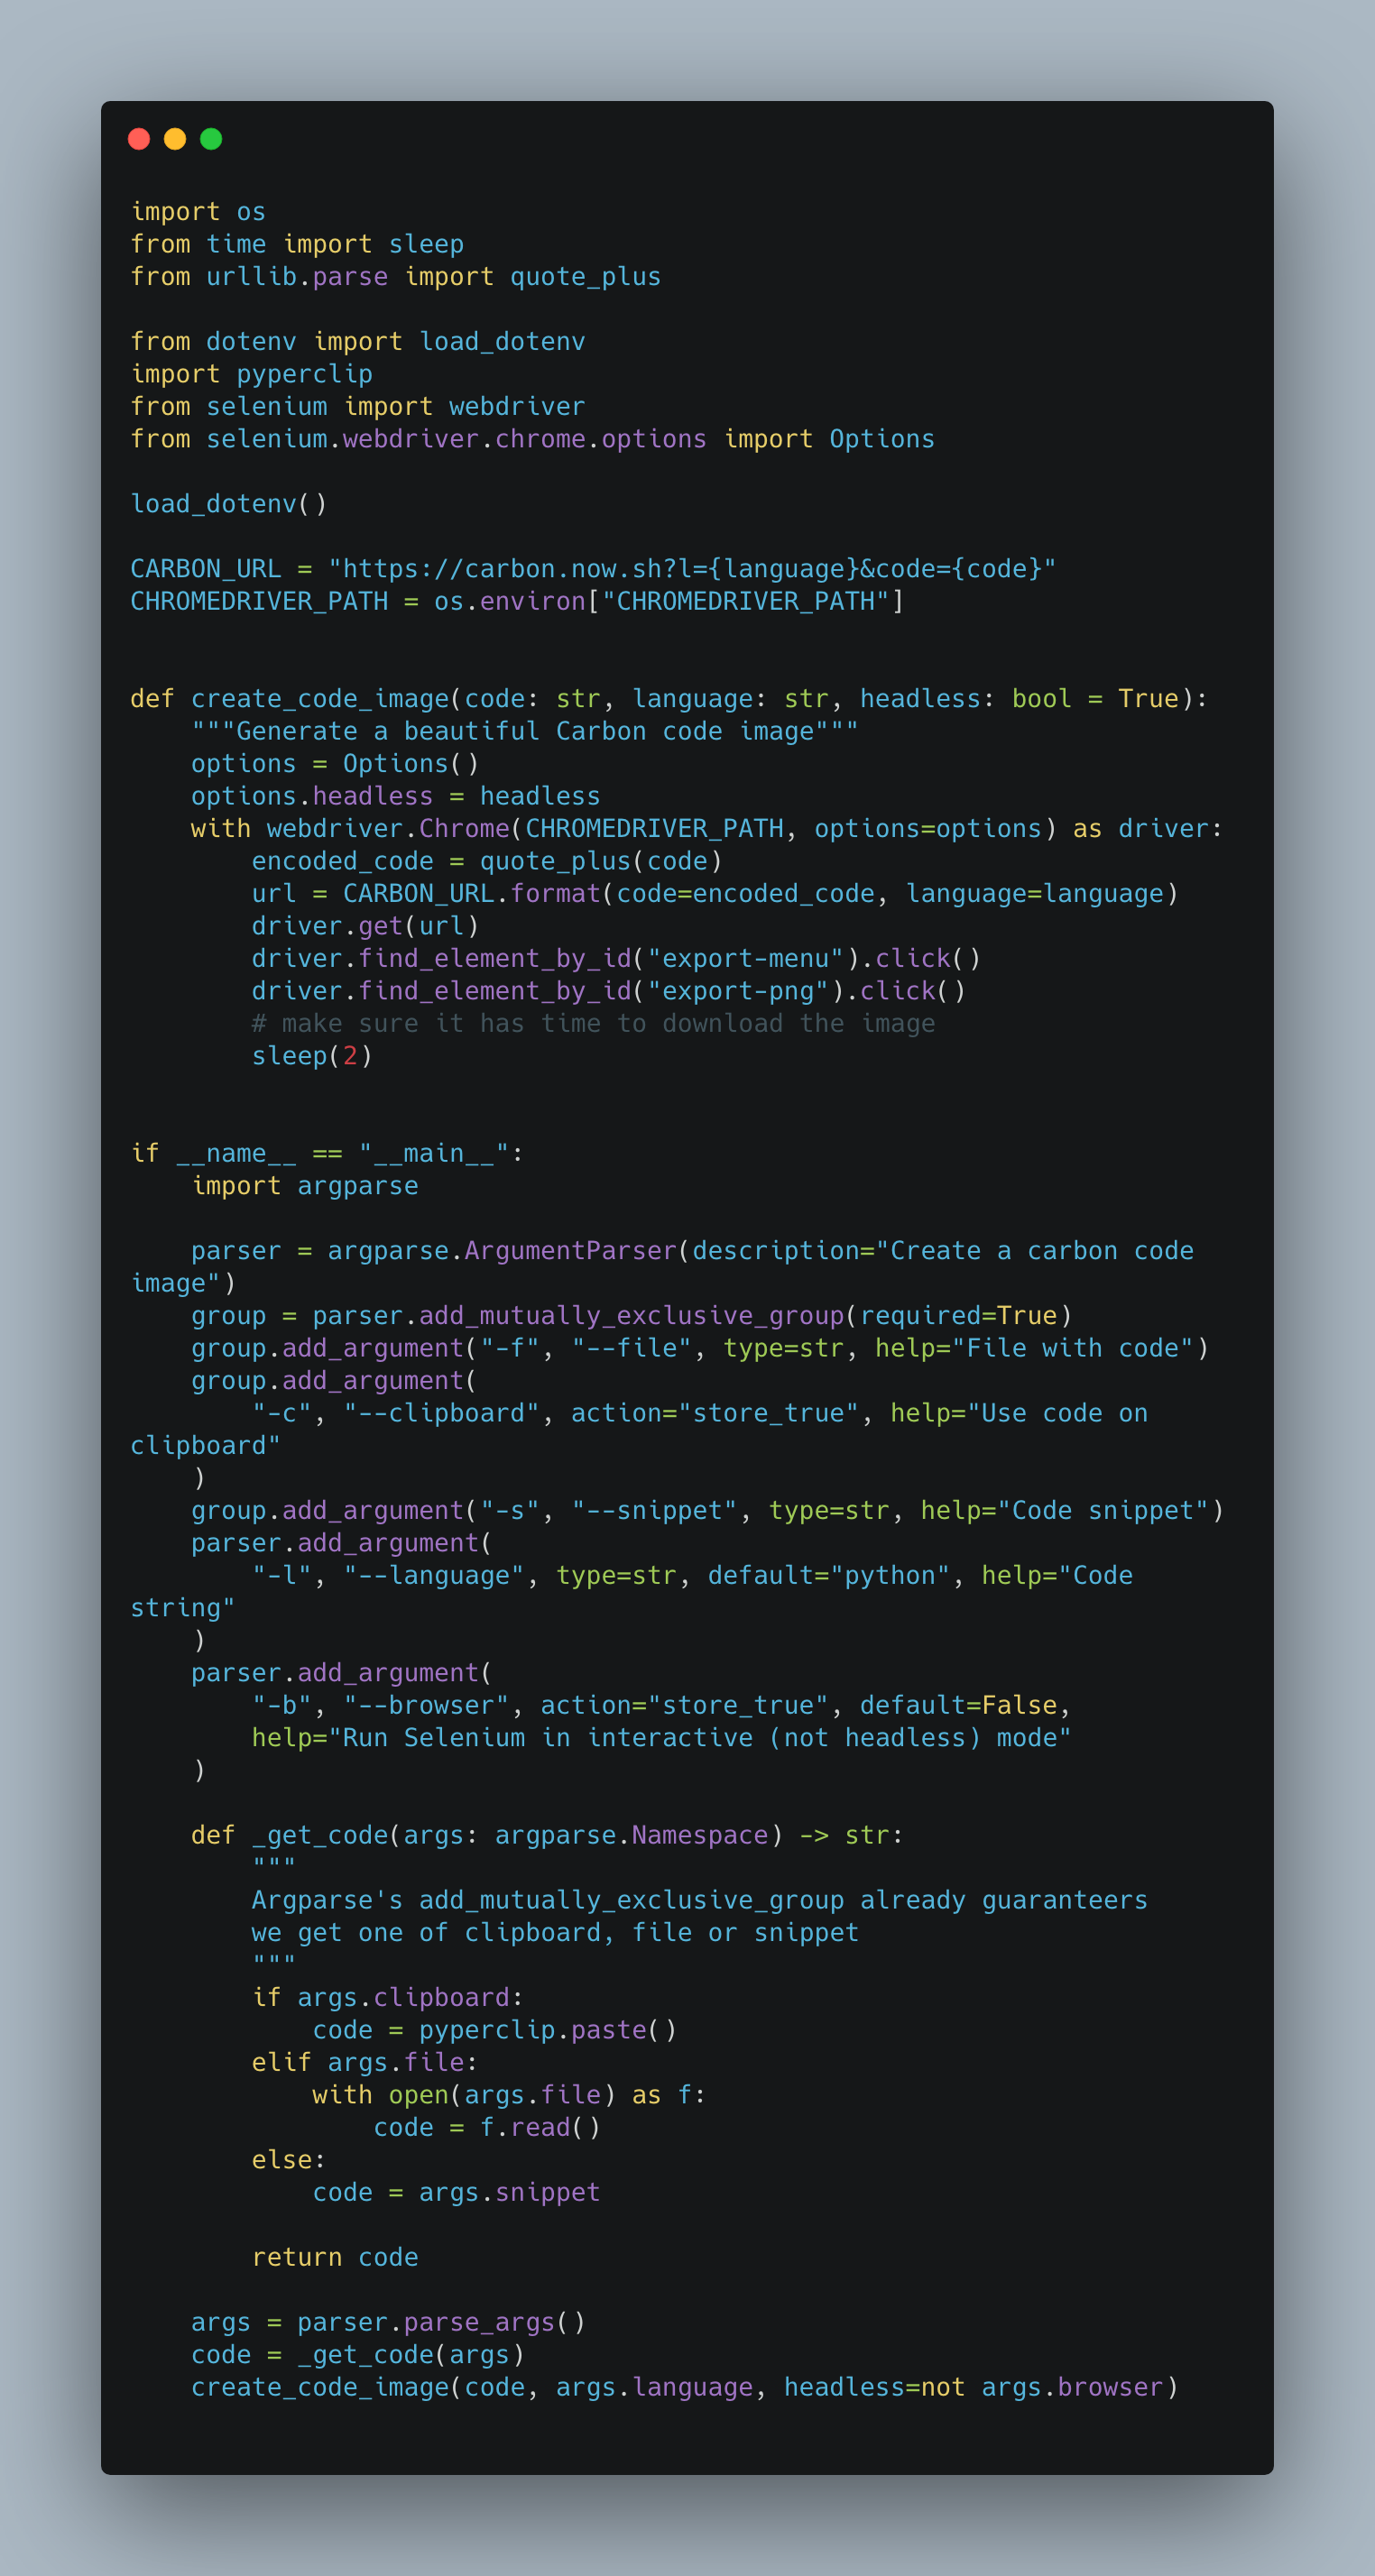 import os
from time import sleep
from urllib.parse import quote_plus

from dotenv import load_dotenv
import pyperclip
from selenium import webdriver
from selenium.webdriver.chrome.options import Options

load_dotenv()

CARBON_URL = "https://carbon.now.sh?l={language}&code={code}"
CHROMEDRIVER_PATH = os.environ["CHROMEDRIVER_PATH"]


def create_code_image(code: str, language: str, headless: bool = True):
    """Generate a beautiful Carbon code image"""
    options = Options()
    options.headless = headless
    with webdriver.Chrome(CHROMEDRIVER_PATH, options=options) as driver:
        encoded_code = quote_plus(code)
        url = CARBON_URL.format(code=encoded_code, language=language)
        driver.get(url)
        driver.find_element_by_id("export-menu").click()
        driver.find_element_by_id("export-png").click()
        # make sure it has time to download the image
        sleep(2)


if __name__ == "__main__":
    import argparse

    parser = argparse.ArgumentParser(description="Create a carbon code
image")
    group = parser.add_mutually_exclusive_group(required=True)
    group.add_argument("-f", "--file", type=str, help="File with code")
    group.add_argument(
        "-c", "--clipboard", action="store_true", help="Use code on
clipboard"
    )
    group.add_argument("-s", "--snippet", type=str, help="Code snippet")
    parser.add_argument(
        "-l", "--language", type=str, default="python", help="Code
string"
    )
    parser.add_argument(
        "-b", "--browser", action="store_true", default=False,
        help="Run Selenium in interactive (not headless) mode"
    )

    def _get_code(args: argparse.Namespace) -> str:
        """
        Argparse's add_mutually_exclusive_group already guaranteers
        we get one of clipboard, file or snippet
        """
        if args.clipboard:
            code = pyperclip.paste()
        elif args.file:
            with open(args.file) as f:
                code = f.read()
        else:
            code = args.snippet

        return code

    args = parser.parse_args()
    code = _get_code(args)
    create_code_image(code, args.language, headless=not args.browser)